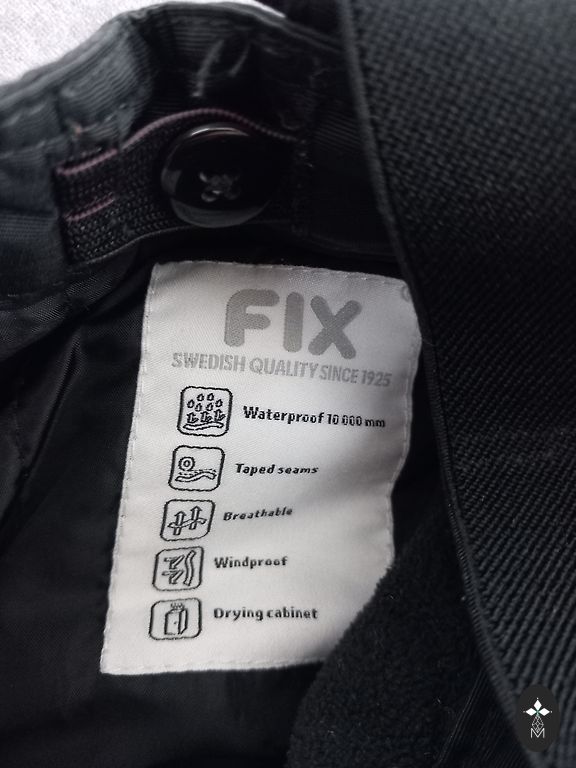 FIX
SWEDISH QUALITY SINCE 1925
Waterproof 10 000 mm
Taped seams
Breathable
Windproof
Drying cabinet